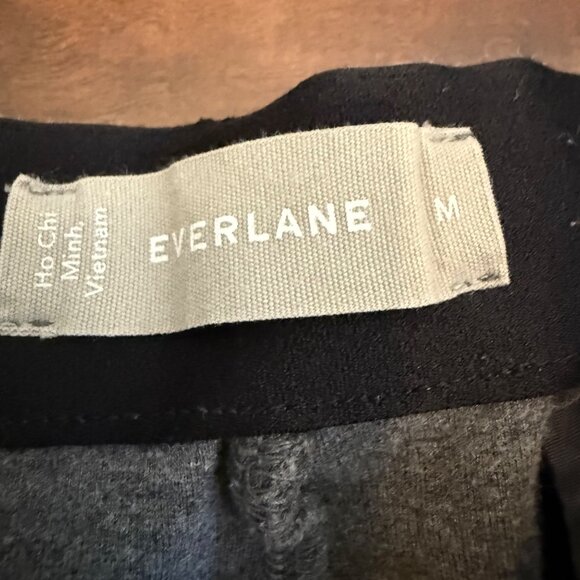 Ho Chi
Minh,
Vietnam
EVERLANE
M